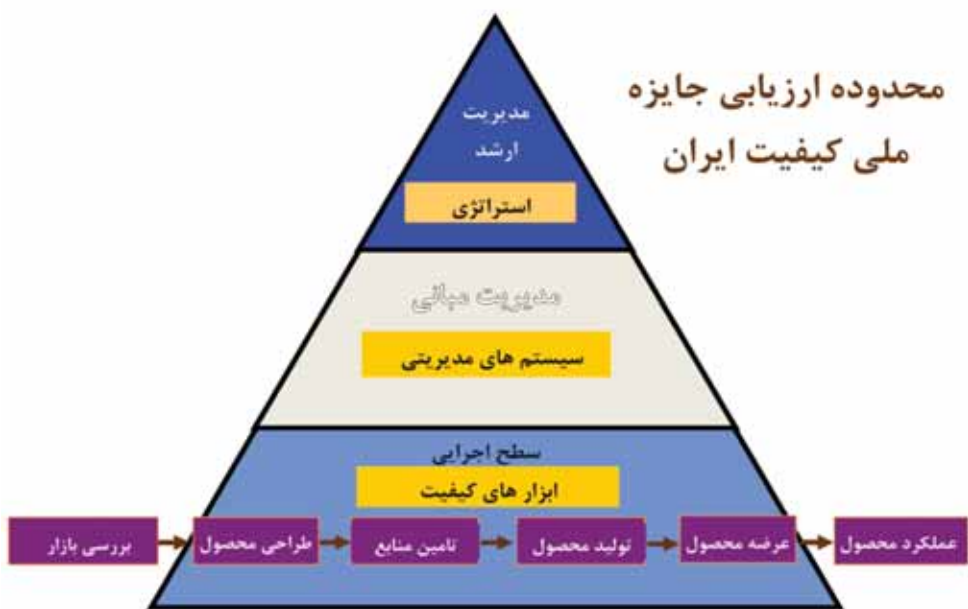 محدوده ارزیابی جایزه
ملی کیفیت ایران
مدیریت
ارشد
استراتژی
مدیریت میانی
سیستم های مدیریتی
سطح اجرایی
ابزار های کیفیت
بررسی بازار
طراحی محصول
تامین منابع
تولید محصول
عرضه محصول
عملکرد محصول